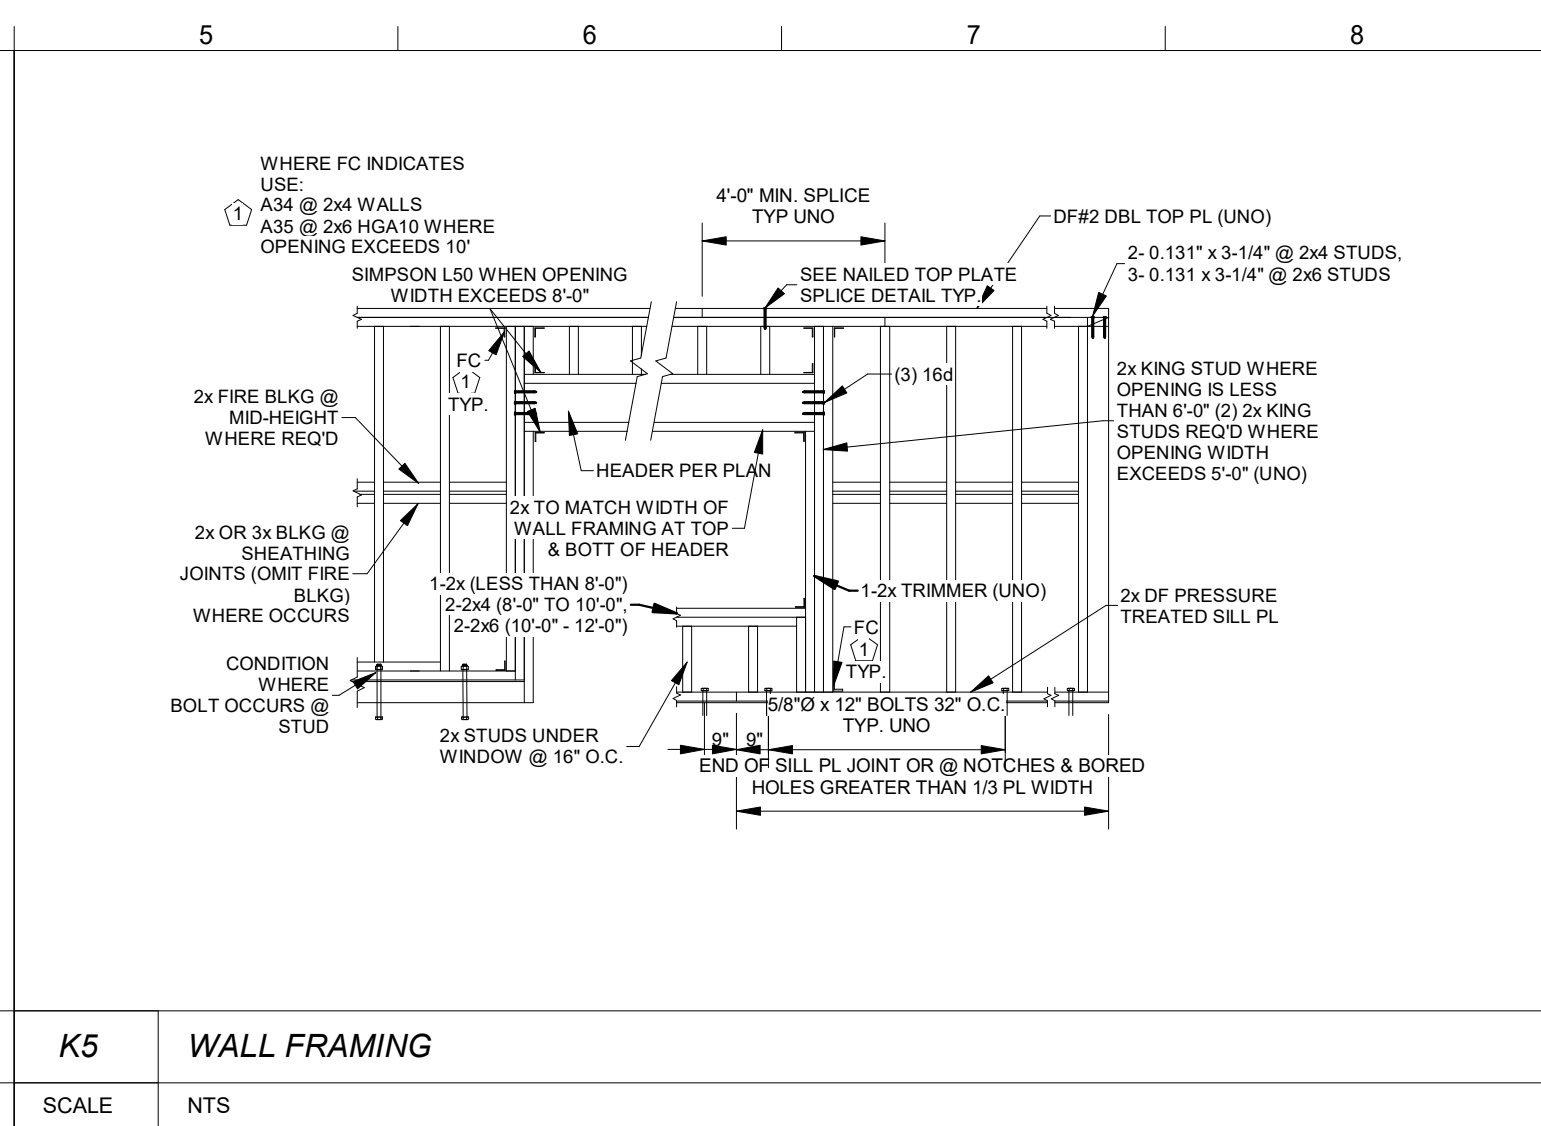 5
6
7
8
WHERE FC INDICATES
USE:
1
A34 @ 2x4 WALLS
A35 @ 2x6 HGA10 WHERE
OPENING EXCEEDS 10'
SIMPSON L50 WHEN OPENING
WIDTH EXCEEDS 8'-0"
4'-0" MIN. SPLICE
TYP UNO
SEE NAILED TOP PLATE
SPLICE DETAIL TYP.
DF#2 DBL TOP PL (UNO)
2- 0.131" x 3-1/4" @ 2x4 STUDS,
3- 0.131 x 3-1/4" @ 2x6 STUDS
FC
1
TYP.
2x FIRE BLKG @
MID-HEIGHT
WHERE REQ'D
(3) 16d
2x KING STUD WHERE
OPENING IS LESS
THAN 6'-0" (2) 2x KING
STUDS REQ'D WHERE
OPENING WIDTH
EXCEEDS 5'-0" (UNO)
HEADER PER PLAN
2x TO MATCH WIDTH OF
WALL FRAMING AT TOP
& BOTT OF HEADER
2x OR 3x BLKG @
SHEATHING
JOINTS (OMIT FIRE
BLKG)
WHERE OCCURS
1-2x (LESS THAN 8'-0")
2-2x4 (8'-0" TO 10'-0",
2-2x6 (10'-0" - 12'-0")
1-2x TRIMMER (UNO)
2x DF PRESSURE
TREATED SILL PL
FC
1
TYP.
CONDITION
WHERE
BOLT OCCURS @
STUD
5/8"Ø x 12" BOLTS 32" O.C.
TYP. UNO
2x STUDS UNDER
WINDOW @ 16" O.C.
9"
9"
END OF SILL PL JOINT OR @ NOTCHES & BORED
HOLES GREATER THAN 1/3 PL WIDTH
K5
WALL FRAMING
SCALE
NTS